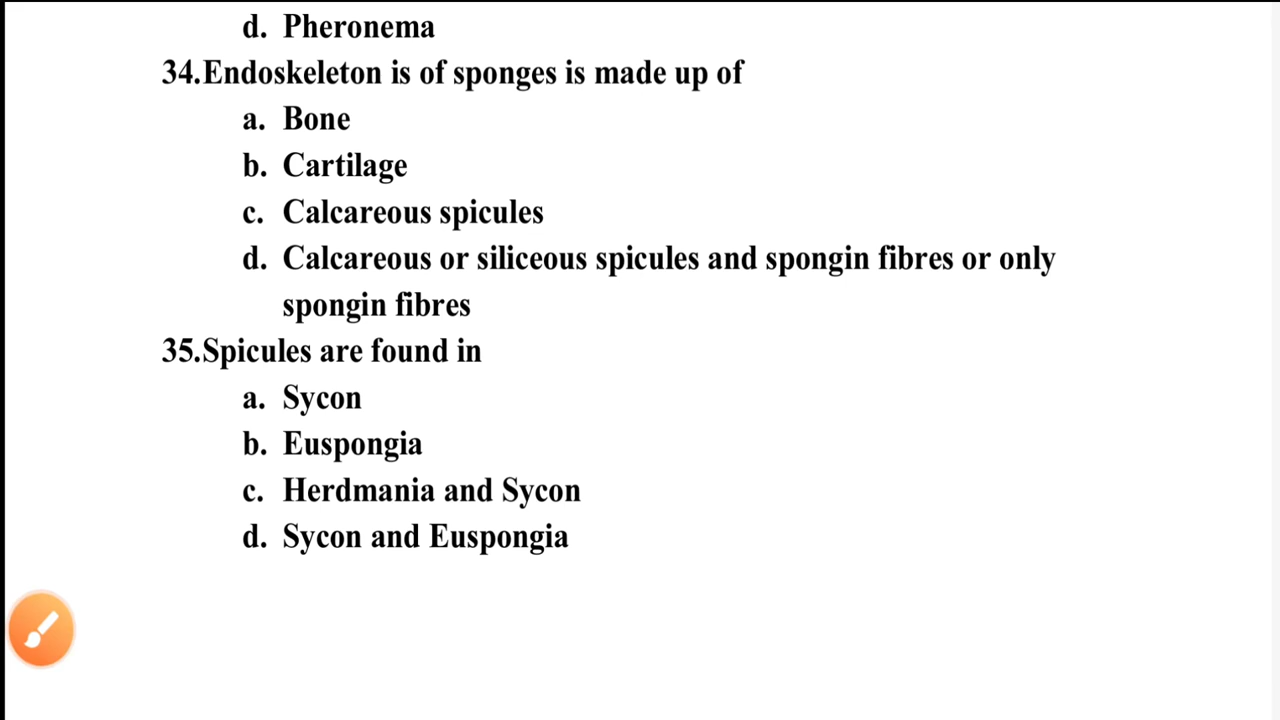 d. Pheronema
34.Endoskeleton is of sponges is made up of
a. Bone
b. Cartilage
c. Calcareous spicules
d. Calcareous or siliceous spicules and spongin fibres or only
spongin fibres
35.Spicules are found in
a. Sycon
b. Euspongia
c. Herdmania and Sycon
d. Sycon and Euspongia